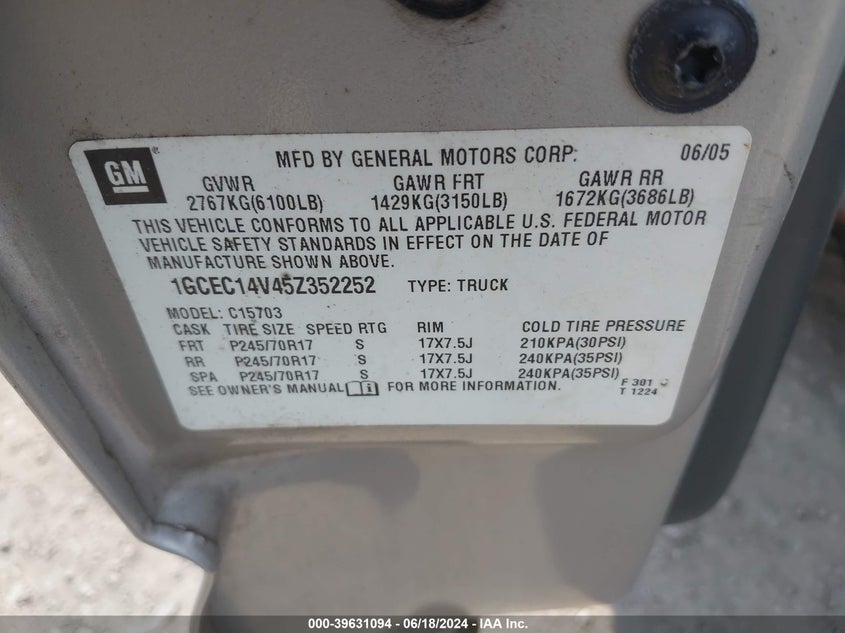 GM
MFD BY GENERAL MOTORS CORP. 06/05
GVWR GAWR FRT GAWR RR
2767KG(6100LB) 1429KG(3150LB) 1672KG(3686LB)
THIS VEHICLE CONFORMS TO ALL APPLICABLE U.S. FEDERAL MOTOR
VEHICLE SAFETY STANDARDS IN EFFECT ON THE DATE OF
MANUFACTURE SHOWN ABOVE.
1GCEC14V45Z352252 TYPE: TRUCK
MODEL: C15703
CASK TIRE SIZE SPEED RTG RIM COLD TIRE PRESSURE
FRT P245/70R17 S 17X7.5J 210KPA(30PSI)
RR P245/70R17 S 17X7.5J 240KPA(35PSI)
SPA P245/70R17 S 17X7.5J 240KPA(35PSI)
SEE OWNER'S MANUAL FOR MORE INFORMATION.
F 301
T 1224
000-39631094 - 06/18/2024 - IAA Inc.